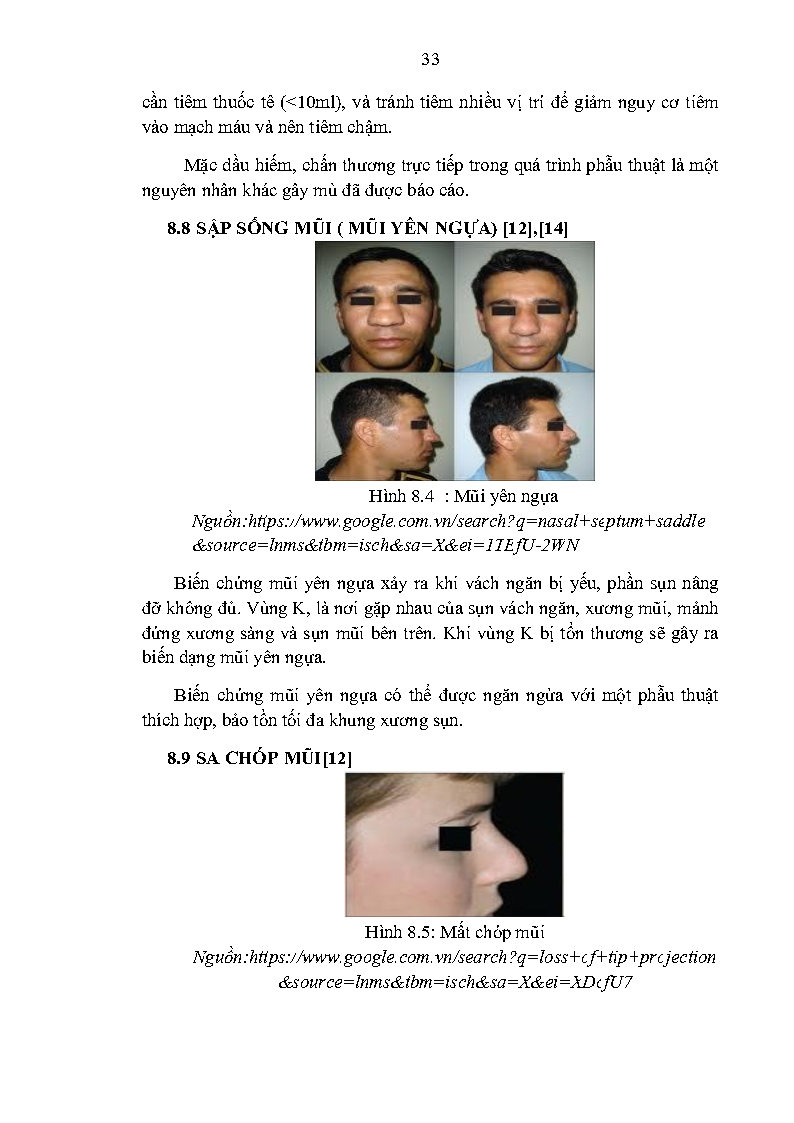 33
cần tiêm thuốc tê (<10ml), và tránh tiêm nhiều vị trí để giảm nguy cơ tiêm
vào mạch máu và nên tiêm chậm.
Mặc dầu hiếm, chấn thương trực tiếp trong quá trình phẫu thuật là một
nguyên nhân khác gây mù đã được báo cáo.
8.8 SẬP SỐNG MŨI ( MŨI YÊN NGỰA) [12],[14]
Hình 8.4 : Mũi yên ngựa
Nguồn:https://www.google.com.vn/search?q=nasal+septum+saddle
&source=lnms&tbm=isch&sa=X&ei=1TEfU-2WN
Biến chứng mũi yên ngựa xảy ra khi vách ngăn bị yếu, phần sụn nâng
đỡ không đủ. Vùng K, là nơi gặp nhau của sụn vách ngăn, xương mũi, mảnh
đứng xương sàng và sụn mũi bên trên. Khi vùng K bị tổn thương sẽ gây ra
biến dạng mũi yên ngựa.
Biến chứng mũi yên ngựa có thể được ngăn ngừa với một phẫu thuật
thích hợp, bảo tồn tối đa khung xương sụn.
8.9 SA CHÓP MŨI[12]
Hình 8.5: Mất chóp mũi
Nguồn:https://www.google.com.vn/search?q=loss+of+tip+projection
&source=lnms&tbm=isch&sa=X&ei=XDofU7